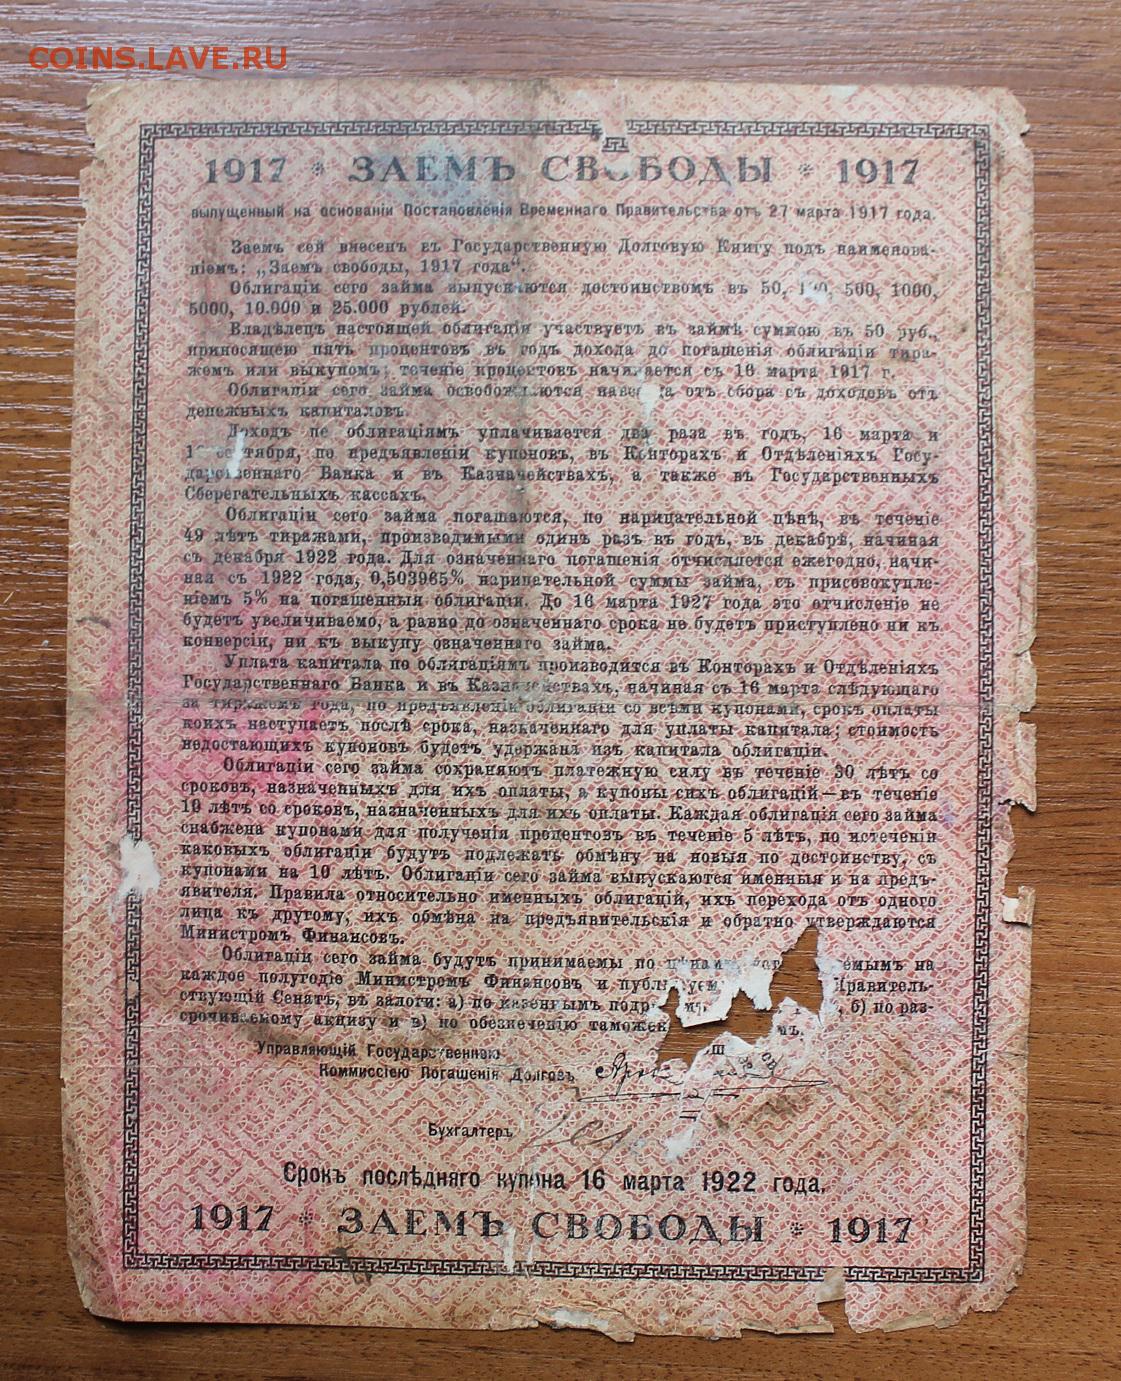 COINS.LAVE.RU
1917 * ЗАЕМЪ СВОБОДЫ * 1917
выпущенный на основаніи Постановленія Временнаго Правительства отъ 27 марта 1917 года.
Заемъ сей внесенъ въ Государственную Долговую Книгу подъ наименова-
ніемъ: „Заемъ свободы, 1917 года“.
Облигаціи сего займа выпускаются достоинствомъ въ 50, 500, 1000,
5000, 10.000 и 25.000 рублей.
Владѣлецъ настоящей облигаціи участвуетъ въ займѣ суммою въ 50 руб.,
приносящею пять процентовъ въ годъ дохода до погашенія облигаціи тира-
жемъ или выкупомъ; теченіе процентовъ начинается съ 16 марта 1917 г.
Облигаціи сего займа освобождаются отъ сбора съ доходовъ отъ
денежныхъ капиталовъ.
Доходъ по облигаціямъ уплачивается два раза въ годъ, 16 марта и
по предъявленіи купоновъ, въ Конторахъ и Отдѣленіяхъ Госу-
дарственнаго Банка и въ Казначействахъ, а также въ Государственныхъ
Сберегательныхъ кассахъ.
Облигаціи сего займа погашаются, по нарицательной цѣнѣ, въ теченіе
49 лѣтъ тиражами, производимыми одинъ разъ въ годъ, въ декабрѣ, начиная
съ декабря 1922 года. Для означеннаго погашенія отчисляется ежегодно, начи-
ная съ 1922 года, 0,503965% нарицательной суммы займа, съ присовокупле-
ніемъ 5% на погашенныя облигаціи. До 16 марта 1927 года это отчисленіе не
будетъ увеличиваемо, а равно до означеннаго срока не будетъ приступлено ни къ
конверсіи, ни къ выкупу означеннаго займа.
Уплата капитала по облигаціямъ производится въ Конторахъ и Отдѣленіяхъ
Государственнаго Банка и въ Казначействахъ, начиная съ 16 марта слѣдующаго
за тиражемъ года, по предъявленіи облигаціи со всѣми купонами, срокъ оплаты
коихъ наступаетъ послѣ срока, назначеннаго для уплаты капитала; стоимость
недостающихъ купоновъ будетъ удержана изъ капитала облигаціи.
Облигаціи сего займа сохраняютъ платежную силу въ теченіе 30 лѣтъ со
сроковъ, назначенныхъ для ихъ оплаты, а купоны сихъ облигацій—въ теченіе
10 лѣтъ со сроковъ, назначенныхъ для ихъ оплаты. Каждая облигація сего займа
снабжена купонами для полученія процентовъ въ теченіе 5 лѣтъ, по истеченіи
каковыхъ облигаціи будутъ подлежать обмѣну на новыя по достоинству, съ
купонами на 10 лѣтъ. Облигаціи сего займа выпускаются именныя и на предъ-
явителя. Правила относительно именныхъ облигацій, ихъ перехода отъ одного
лица къ другому, ихъ обмѣна на предъявительскія и обратно утверждаются
Министромъ Финансовъ.
Облигаціи сего займа будутъ принимаемы по на
каждое полугодіе Министромъ Финансовъ и Правитель-
ствующій Сенатъ, въ залоги: а) по казеннымъ б) по раз-
срочиваемому акцизу и в) по обезпеченію
Управляющій Государственною
Коммиссіею Погашенія Долговъ
Бухгалтеръ
Срокъ послѣдняго купона 16 марта 1922 года.
1917 * ЗАЕМЪ СВОБОДЫ * 1917